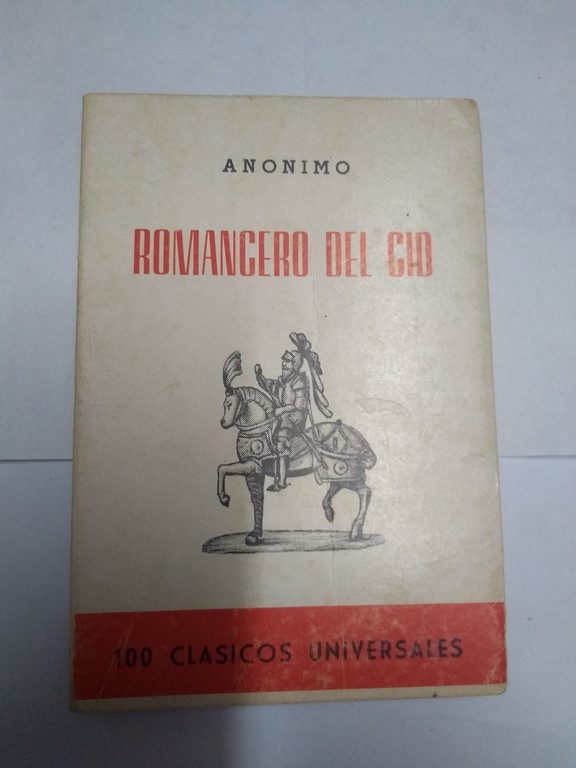 ANONIMO
ROMANCERO DEL CID
100 CLASICOS UNIVERSALES